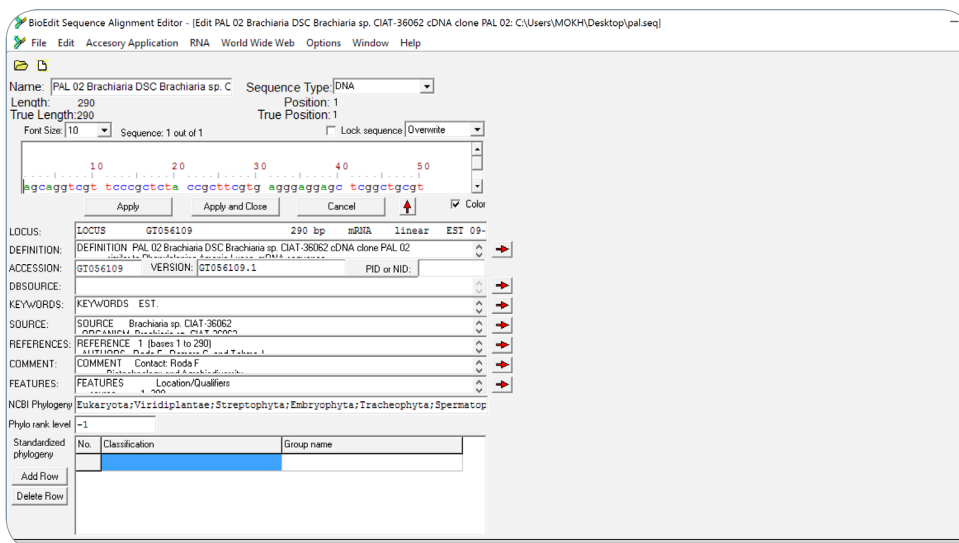 BioEdit Sequence Alignment Editor - [Edit PAL 02 Brachiaria DSC Brachiaria sp. CIAT-36062 cDNA clone PAL 02: C:\Users\MOKH\Desktop\pal.seq]
File Edit Accesory Application RNA World Wide Web Options Window Help
Name: PAL 02 Brachiaria DSC Brachiaria sp. C Sequence Type: DNA
Length: 290 Position: 1
True Length: 290 True Position: 1
Font Size: 10 Sequence: 1 out of 1 Lock sequence Overwrite
10 20 30 40 50
agcaggtcgt tcccgctcta ccgcttcgtg agggaggagc tcggctgcgt
Apply Apply and Close Cancel Color
LOCUS: LOCUS GT056109 290 bp mRNA linear EST 09-
DEFINITION: DEFINITION PAL 02 Brachiaria DSC Brachiaria sp. CIAT-36062 cDNA clone PAL 02
ACCESSION: GT056109 VERSION: GT056109.1 PID or NID:
DBSOURCE:
KEYWORDS: KEYWORDS EST.
SOURCE: SOURCE Brachiaria sp. CIAT-36062
REFERENCES: REFERENCE 1 (bases 1 to 290)
COMMENT: COMMENT Contact: Roda F
FEATURES: FEATURES Location/Qualifiers
NCBI Phylogeny Eukaryota;Viridiplantae;Streptophyta;Embryophyta;Tracheophyta;Spermatop
Phylo rank level -1
Standardized phylogeny No. Classification Group name
Add Row
Delete Row